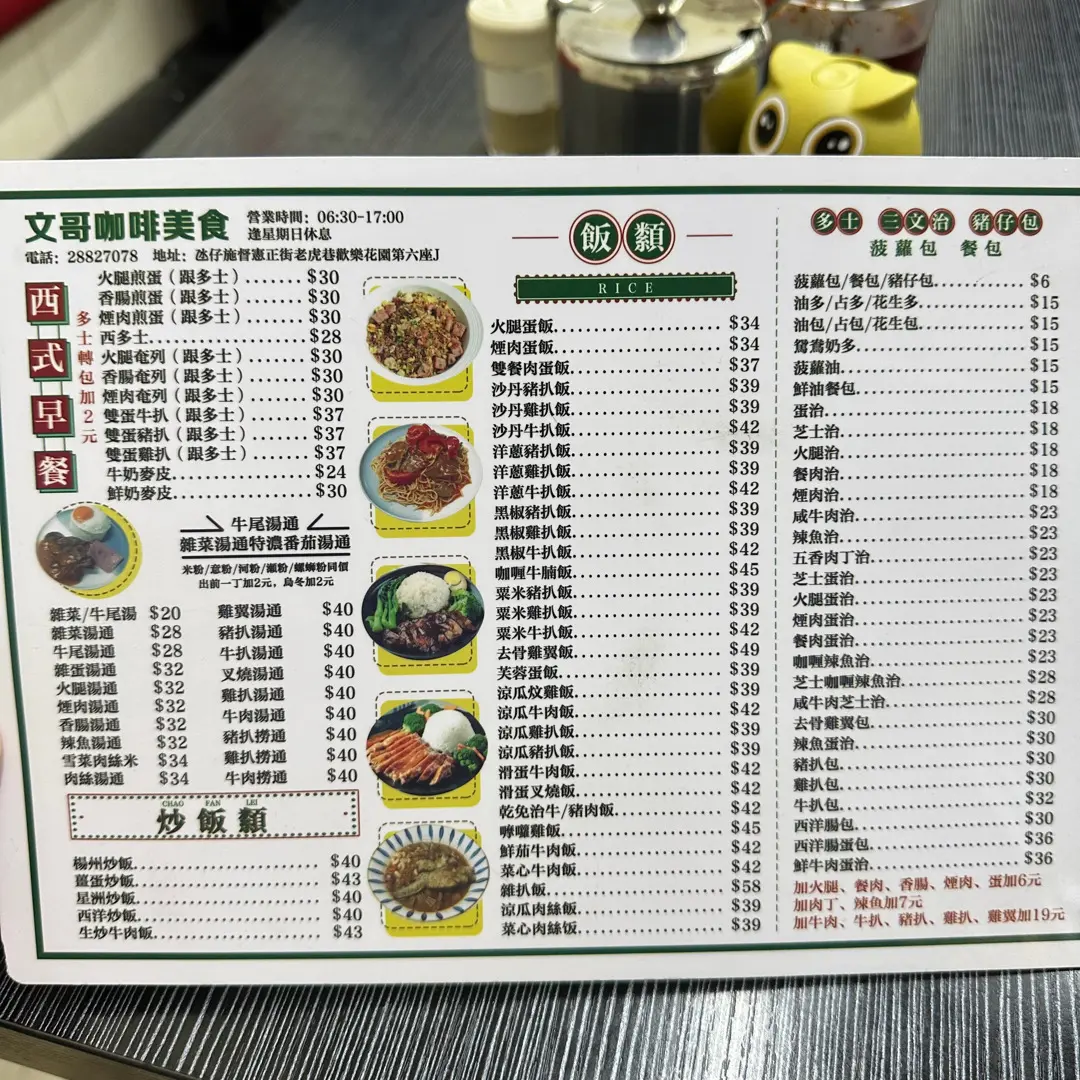 文哥咖啡美食
營業時間：06:30-17:00
逢星期日休息
電話：28827078 地址：氹仔施督憲正街老虎巷歡樂花園第六座J
西式早餐
多士轉包加2元
火腿煎蛋（跟多士）.......$30
香腸煎蛋（跟多士）.......$30
煙肉煎蛋（跟多士）.......$30
西多士.......$28
火腿奄列（跟多士）.......$30
香腸奄列（跟多士）.......$30
煙肉奄列（跟多士）.......$30
雙蛋牛扒（跟多士）.......$37
雙蛋豬扒（跟多士）.......$37
雙蛋雞扒（跟多士）.......$37
牛奶麥皮.......$24
鮮奶麥皮.......$30
牛尾湯通
雜菜湯通特濃番茄湯通
米粉/意粉/河粉/瀨粉/螺螄粉同價
出前一丁加2元，烏冬加2元
雜菜/牛尾湯 $20
雜菜湯通 $28
牛尾湯通 $28
雜蛋湯通 $32
火腿湯通 $32
煙肉湯通 $32
香腸湯通 $32
辣魚湯通 $32
雪菜肉絲米 $34
肉絲湯通 $34
雞翼湯通 $40
豬扒湯通 $40
牛扒湯通 $40
叉燒湯通 $40
雞扒湯通 $40
牛肉湯通 $40
豬扒撈通 $40
雞扒撈通 $40
牛肉撈通 $40
CHAO FAN LEI
炒飯類
楊州炒飯.......$40
薑蛋炒飯.......$43
星洲炒飯.......$40
西洋炒飯.......$40
生炒牛肉飯.......$43
飯類
RICE
火腿蛋飯.......$34
煙肉蛋飯.......$34
雙餐肉蛋飯.......$37
沙丹豬扒飯.......$39
沙丹雞扒飯.......$39
沙丹牛扒飯.......$42
洋蔥豬扒飯.......$39
洋蔥雞扒飯.......$39
洋蔥牛扒飯.......$42
黑椒豬扒飯.......$39
黑椒雞扒飯.......$39
黑椒牛扒飯.......$42
咖喱牛腩飯.......$45
粟米豬扒飯.......$39
粟米雞扒飯.......$39
粟米牛扒飯.......$42
去骨雞翼飯.......$49
芙蓉蛋飯.......$39
涼瓜炆雞飯.......$39
涼瓜牛肉飯.......$42
涼瓜雞扒飯.......$39
涼瓜豬扒飯.......$39
滑蛋牛肉飯.......$42
滑蛋叉燒飯.......$42
乾免治牛/豬肉飯.......$42
嚤囉雞飯.......$45
鮮茄牛肉飯.......$42
菜心牛肉飯.......$42
雜扒飯.......$58
涼瓜肉絲飯.......$39
菜心肉絲饭.......$39
多士 三文治 豬仔包
菠蘿包 餐包
菠蘿包/餐包/豬仔包.......$6
油多/占多/花生多.......$15
油包/占包/花生包.......$15
鴛鴦奶多.......$15
菠蘿油.......$15
鮮油餐包.......$15
蛋治.......$18
芝士治.......$18
火腿治.......$18
餐肉治.......$18
煙肉治.......$18
咸牛肉治.......$23
辣魚治.......$23
五香肉丁治.......$23
芝士蛋治.......$23
火腿蛋治.......$23
煙肉蛋治.......$23
餐肉蛋治.......$23
咖喱辣魚治.......$23
芝士咖喱辣魚治.......$28
咸牛肉芝士治.......$28
去骨雞翼包.......$30
辣魚蛋治.......$30
豬扒包.......$30
雞扒包.......$30
牛扒包.......$32
西洋腸包.......$30
西洋腸蛋包.......$36
鮮牛肉蛋治.......$36
加火腿、餐肉、香腸、煙肉、蛋加6元
加肉丁、辣魚加7元
加牛肉、牛扒、豬扒、雞扒、雞翼加19元